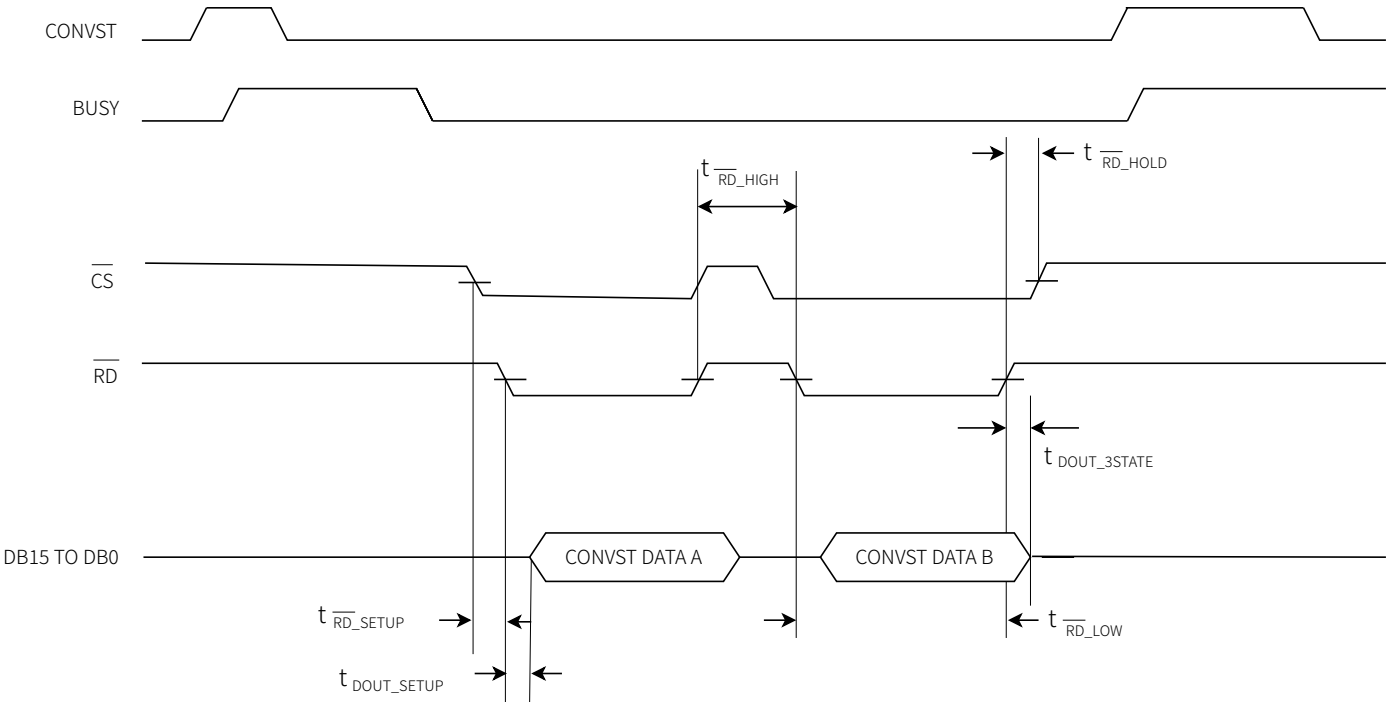 CONVST
BUSY
t RD_HOLD
t RD_HIGH
CS
RD
t DOUT_3STATE
DB15 TO DB0
CONVST DATA A
CONVST DATA B
t RD_SETUP
t RD_LOW
t DOUT_SETUP